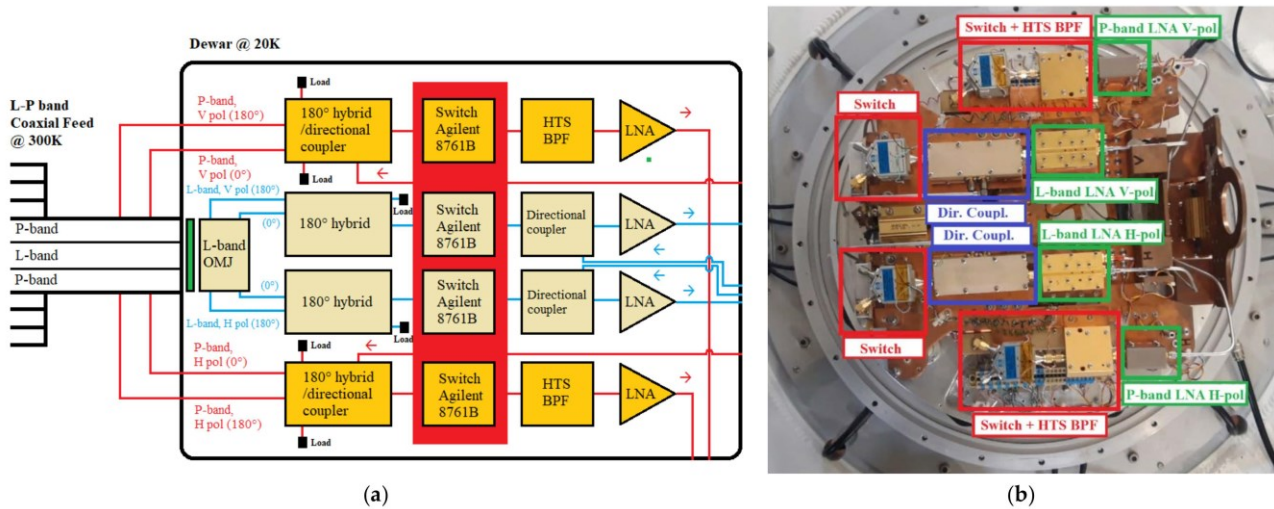 Dewar @ 20K
L-P band
Coaxial Feed
@ 300K
P-band
L-band
P-band
P-band,
V pol (180°)
P-band,
V pol (0°)
L-band, V pol (180°)
(0°)
L-band
OMJ
(0°)
L-band, H pol (180°)
P-band,
H pol (0°)
P-band,
H pol (180°)
Load
180° hybrid
/directional
coupler
Load
180° hybrid
Load
180° hybrid
Load
Load
180° hybrid
/directional
coupler
Load
Switch
Agilent
8761B
Switch
Agilent
8761B
Switch
Agilent
8761B
Switch
Agilent
8761B
HTS
BPF
Directional
coupler
Directional
coupler
HTS
BPF
LNA
LNA
LNA
LNA
(a)
Switch + HTS BPF
P-band LNA V-pol
Switch
L-band LNA V-pol
Dir. Coupl.
Dir. Coupl.
L-band LNA H-pol
Switch
P-band LNA H-pol
Switch + HTS BPF
V
H
(b)